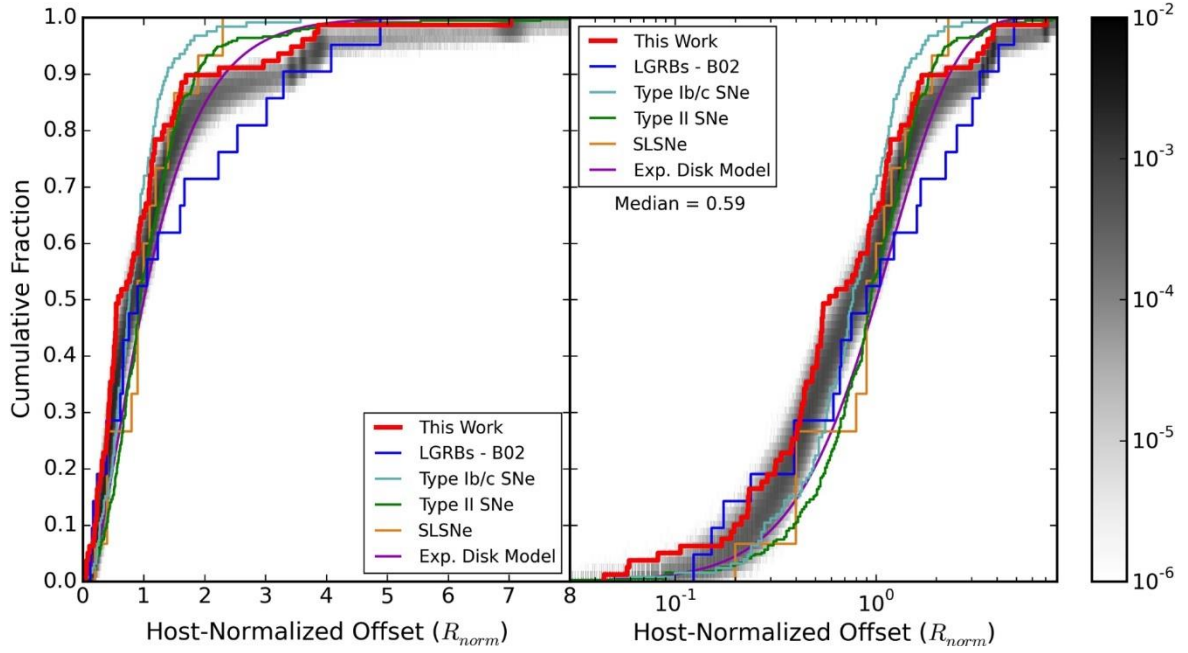 Cumulative Fraction
1.0
0.9
0.8
0.7
0.6
0.5
0.4
0.3
0.2
0.1
0.0
0 1 2 3 4 5 6 7 8
Host-Normalized Offset (R_norm)
This Work
LGRBs - B02
Type Ib/c SNe
Type II SNe
SLSNe
Exp. Disk Model
This Work
LGRBs - B02
Type Ib/c SNe
Type II SNe
SLSNe
Exp. Disk Model
Median = 0.59
10^-1 10^0
Host-Normalized Offset (R_norm)
10^-2
10^-3
10^-4
10^-5
10^-6